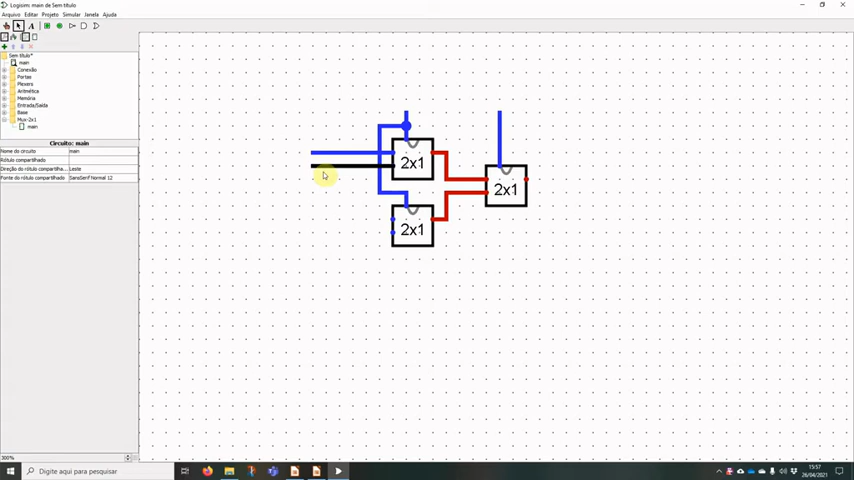 Logisim: main de Sem título
Arquivo Editar Projeto Simular Janela Ajuda
A
Sem título*
main
Conexão
Portas
Plexers
Aritmética
Memória
Entrada/Saída
Base
Mux-2x1
main
Circuito: main
Nome do circuito main
Rótulo compartilhado
Direção do rótulo compartilha... Leste
Fonte do rótulo compartilhado SansSerif Normal 12
2x1
2x1
2x1
300%
Digite aqui para pesquisar
15:57
26/04/2021